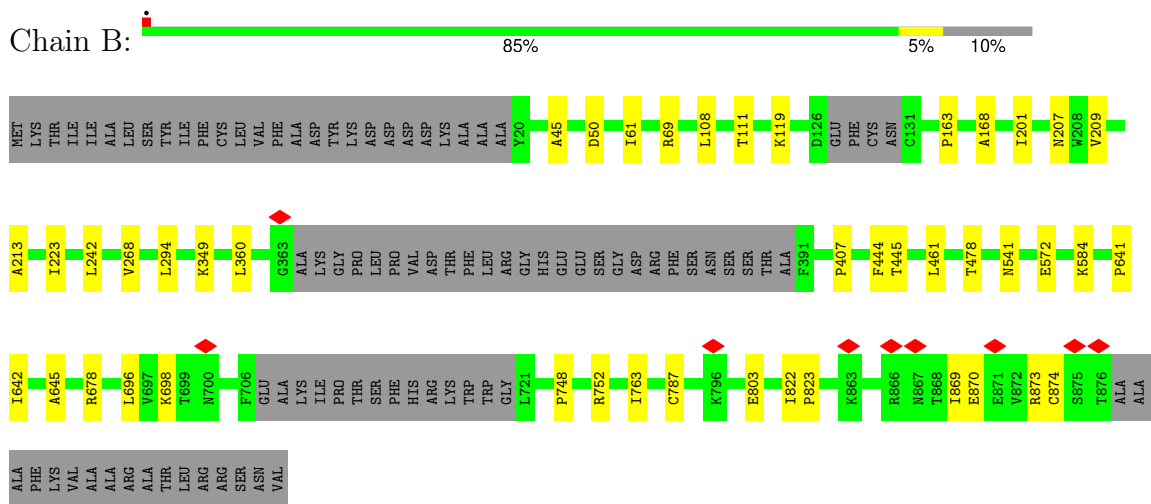 Chain B:
85% 5% 10%
MET LYS THR ILE ILE ALA LEU SER TYR ILE PHE CYS LEU VAL PHE ALA ASP TYR LYS ASP ASP ASP ASP LYS ALA ALA ALA Y20 A45 D50 I61 R69 L108 T111 K119 D126 GLU PHE CYS ASN C131 P163 A168 I201 N207 W208 V209
A213 I223 L242 V268 L294 K349 L360 G363 ALA LYS GLY PRO LEU PRO VAL ASP THR PHE LEU ARG GLY HIS GLU GLU SER GLY ASP ARG PHE SER ASN SER SER THR ALA F391 P407 F444 T445 L461 T478 N541 E572 K584 P641
I642 A645 R678 L696 V697 K698 T699 N700 F706 GLU ALA LYS ILE PRO THR SER PHE HIS ARG LYS TRP TRP GLY L721 P748 R752 I763 C787 K796 E803 I822 P823 K863 R866 N867 T868 I869 E870 E871 V872 R873 C874 S875 T876 ALA ALA
ALA PHE LYS VAL ALA ALA ARG ALA THR LEU ARG ARG SER ASN VAL